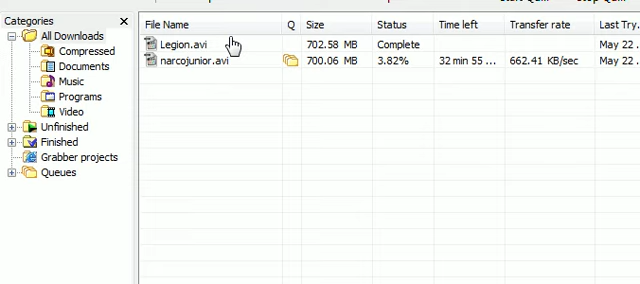 Categories
All Downloads
Compressed
Documents
Music
Programs
Video
Unfinished
Finished
Grabber projects
Queues
File Name Q Size Status Time left Transfer rate Last Try.
Legion.avi 702.58 MB Complete May 22
narcojunior.avi 700.06 MB 3.82% 32 min 55 ... 662.41 KB/sec May 22